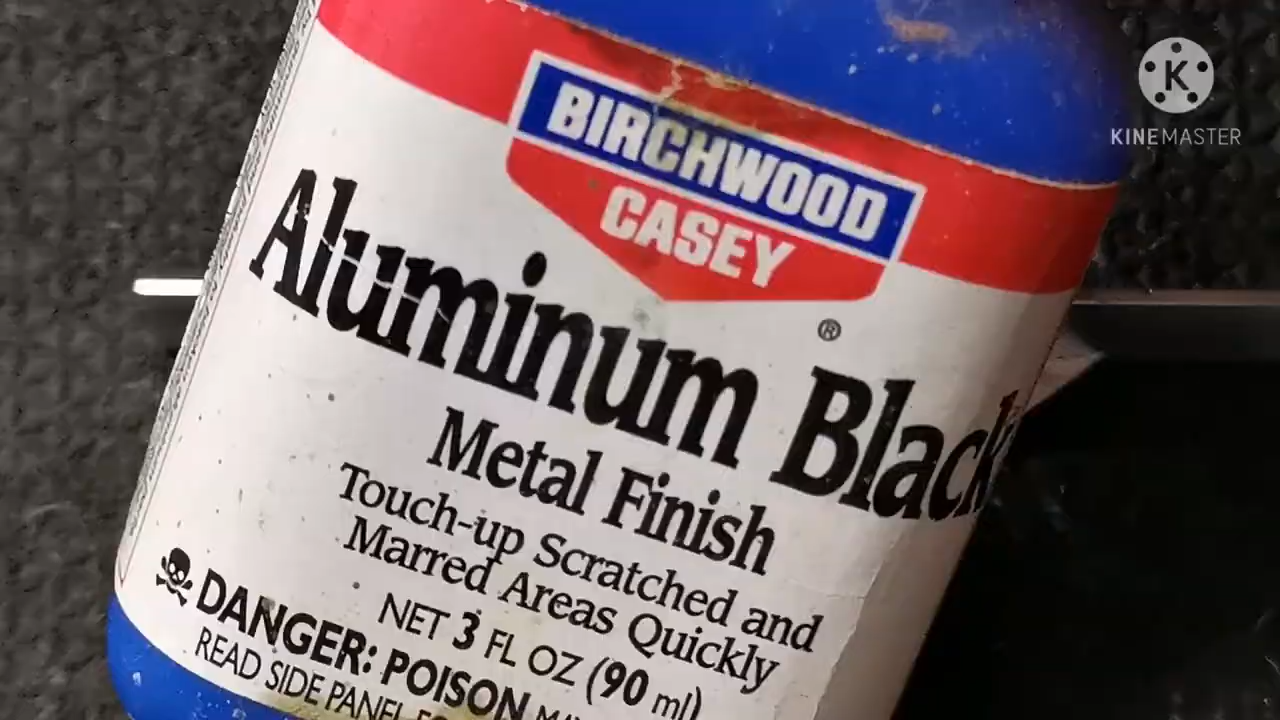 BIRCHWOOD
CASEY
®
Aluminum Black
Metal Finish
Touch-up Scratched and
Marred Areas Quickly
NET 3 FL OZ (90 ml)
DANGER: POISON
READ SIDE PANEL
K
KINEMASTER